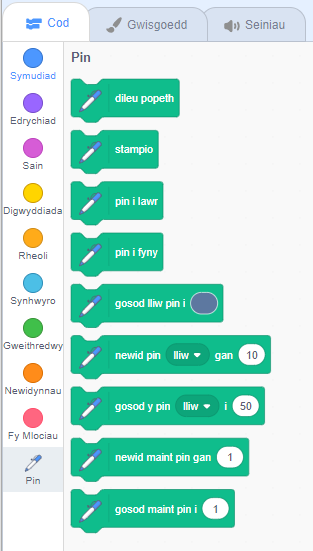 Cod
Gwisgoedd
Seiniau
Symudiad
Edrychiad
Sain
Digwyddiada
Rheoli
Synhwyro
Gweithredwy
Newidynnau
Fy Mlociau
Pin
Pin
dileu popeth
stampio
pin i lawr
pin i fyny
gosod lliw pin i
newid pin lliw gan 10
gosod y pin lliw i 50
newid maint pin gan 1
gosod maint pin i 1